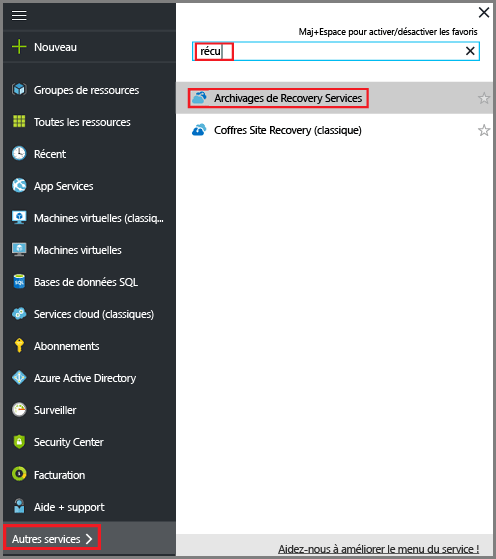 Nouveau
Groupes de ressources
Toutes les ressources
Récent
App Services
Machines virtuelles (classiq...
Machines virtuelles
Bases de données SQL
Services cloud (classiques)
Abonnements
Azure Active Directory
Surveiller
Security Center
Facturation
Aide + support
Autres services
Maj+Espace pour activer/désactiver les favoris
récu
Archivages de Recovery Services
Coffres Site Recovery (classique)
Aidez-nous à améliorer le menu du service !